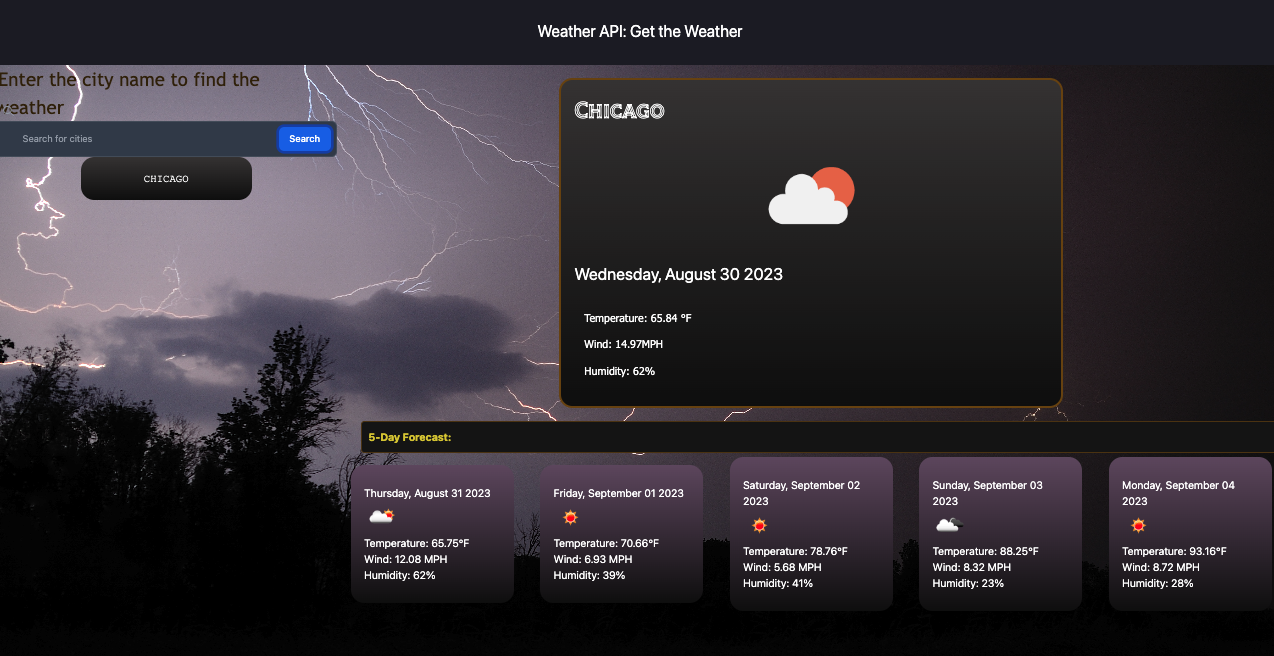 Weather API: Get the Weather
Enter the city name to find the
weather
Search for cities
Search
CHICAGO
Chicago
Wednesday, August 30 2023
Temperature: 65.84 °F
Wind: 14.97MPH
Humidity: 62%
5-Day Forecast:
Thursday, August 31 2023
Temperature: 65.75°F
Wind: 12.08 MPH
Humidity: 62%
Friday, September 01 2023
Temperature: 70.66°F
Wind: 6.93 MPH
Humidity: 39%
Saturday, September 02
2023
Temperature: 78.76°F
Wind: 5.68 MPH
Humidity: 41%
Sunday, September 03
2023
Temperature: 88.25°F
Wind: 8.32 MPH
Humidity: 23%
Monday, September 04
2023
Temperature: 93.16°F
Wind: 8.72 MPH
Humidity: 28%